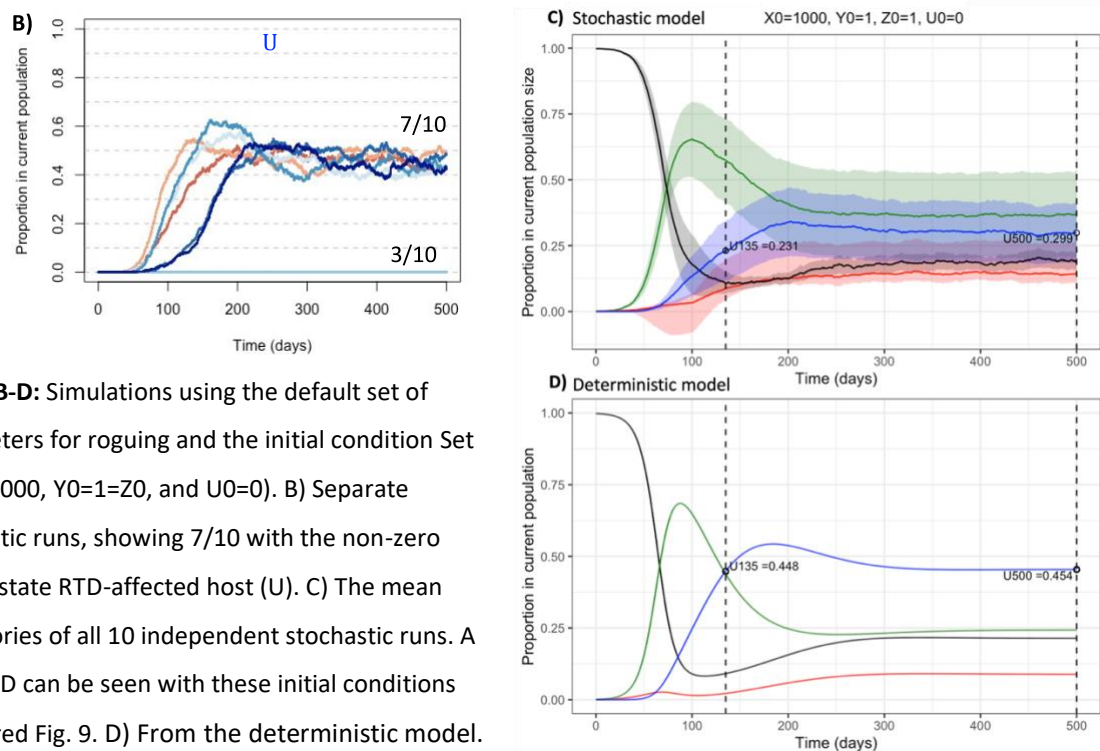 B)
U
7/10
3/10
Proportion in current population
0.0
0.2
0.4
0.6
0.8
1.0
0
100
200
300
400
500
Time (days)
C) Stochastic model X0=1000, Y0=1, Z0=1, U0=0
Proportion in current population size
1.00
0.75
0.50
0.25
0.00
U135 =0.231
U500 =0.299
0
100
200
300
400
500
Time (days)
B-D: Simulations using the default set of
eters for roguing and the initial condition Set
000, Y0=1=Z0, and U0=0). B) Separate
tic runs, showing 7/10 with the non-zero
state RTD-affected host (U). C) The mean
ories of all 10 independent stochastic runs. A
D can be seen with these initial conditions
red Fig. 9. D) From the deterministic model.
D) Deterministic model
Proportion in current population
1.00
0.75
0.50
0.25
0.00
U135 =0.448
U500 =0.454
0
100
200
300
400
500
Time (days)